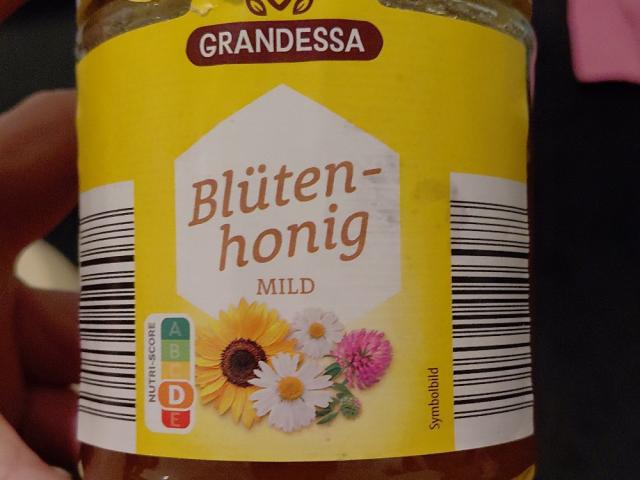 GRANDESSA
Blüten-
honig
MILD
NUTRI-SCORE
A
B
C
D
E
Symbolbild